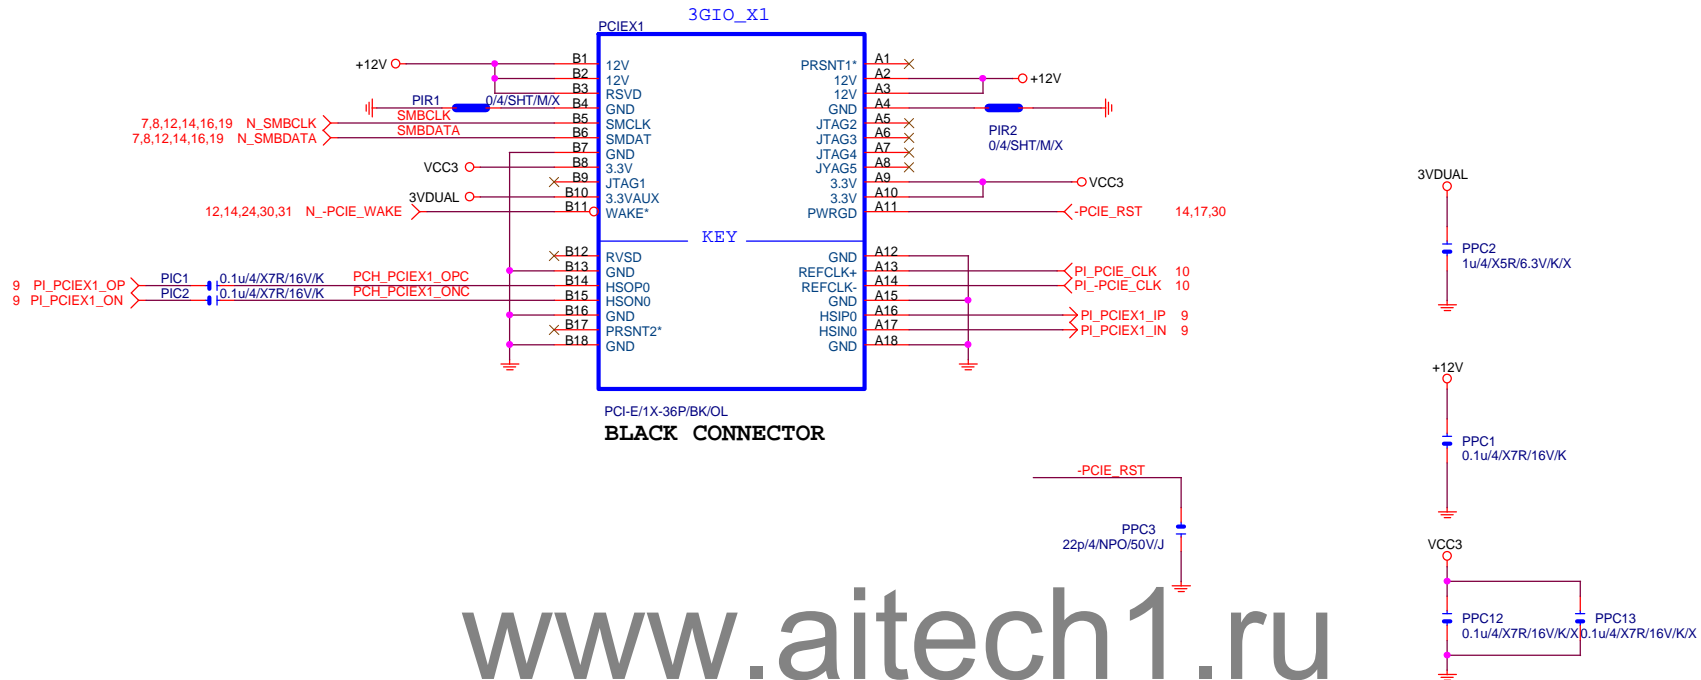 3GIO_X1
PCIEX1
+12V
B1
12V
PRSNT1*
A1
B2
12V
12V
A2
+12V
B3
RSVD
12V
A3
PIR1
0/4/SHT/M/X
B4
GND
GND
A4
PIR2
0/4/SHT/M/X
7,8,12,14,16,19 N_SMBCLK
SMBCLK
B5
SMCLK
JTAG2
A5
7,8,12,14,16,19 N_SMBDATA
SMBDATA
B6
SMDAT
JTAG3
A6
B7
GND
JTAG4
A7
VCC3
B8
3.3V
JYAG5
A8
B9
JTAG1
3.3V
A9
VCC3
3VDUAL
B10
3.3VAUX
3.3V
A10
12,14,24,30,31 N_-PCIE_WAKE
B11
WAKE*
PWRGD
A11
-PCIE_RST 14,17,30
KEY
B12
RVSD
GND
A12
B13
GND
REFCLK+
A13
PI_PCIE_CLK 10
9 PI_PCIEX1_OP
PIC1
0.1u/4/X7R/16V/K
PCH_PCIEX1_OPC
B14
HSOP0
REFCLK-
A14
PI_-PCIE_CLK 10
9 PI_PCIEX1_ON
PIC2
0.1u/4/X7R/16V/K
PCH_PCIEX1_ONC
B15
HSON0
GND
A15
B16
GND
HSIP0
A16
PI_PCIEX1_IP 9
B17
PRSNT2*
HSIN0
A17
PI_PCIEX1_IN 9
B18
GND
GND
A18
PCI-E/1X-36P/BK/OL
BLACK CONNECTOR
3VDUAL
PPC2
1u/4/X5R/6.3V/K/X
+12V
PPC1
0.1u/4/X7R/16V/K
-PCIE_RST
PPC3
22p/4/NPO/50V/J
VCC3
PPC12
0.1u/4/X7R/16V/K/X
PPC13
0.1u/4/X7R/16V/K/X
www.aitech1.ru